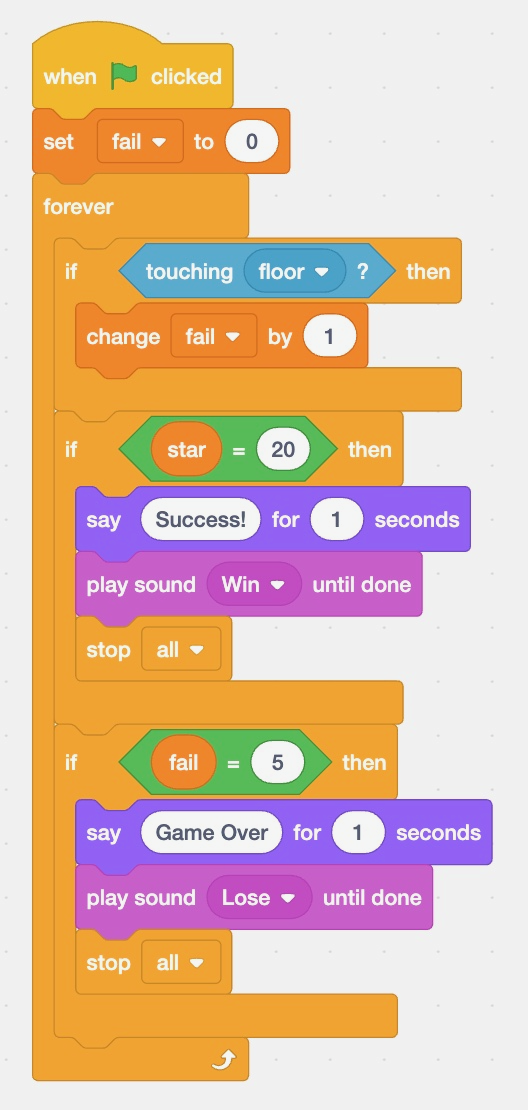 when clicked
set fail to 0
forever
if touching floor ? then
change fail by 1
if star = 20 then
say Success! for 1 seconds
play sound Win until done
stop all
if fail = 5 then
say Game Over for 1 seconds
play sound Lose until done
stop all